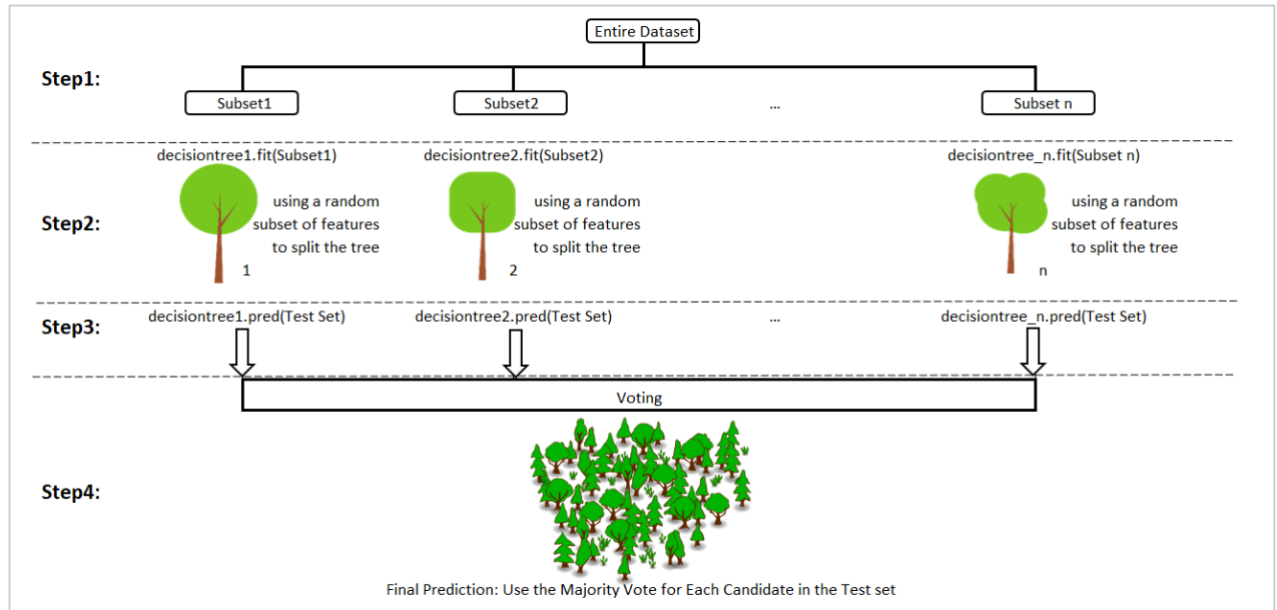 Entire Dataset
Step1:
Subset1
Subset2
...
Subset n
decisiontree1.fit(Subset1)
decisiontree2.fit(Subset2)
decisiontree_n.fit(Subset n)
Step2:
using a random
subset of features
to split the tree
1
using a random
subset of features
to split the tree
2
using a random
subset of features
to split the tree
n
Step3:
decisiontree1.pred(Test Set)
decisiontree2.pred(Test Set)
...
decisiontree_n.pred(Test Set)
Voting
Step4:
Final Prediction: Use the Majority Vote for Each Candidate in the Test set